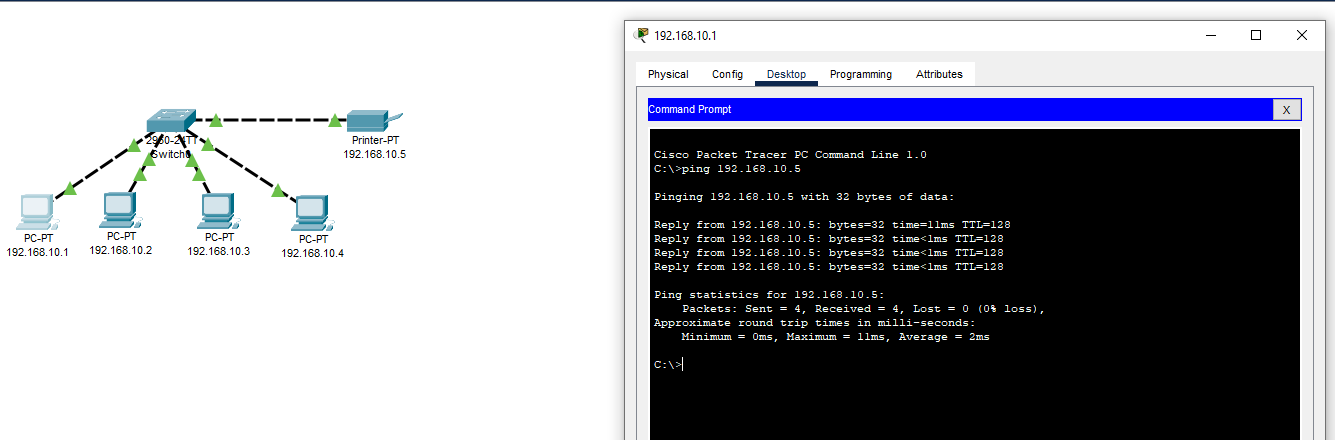 2950-24TT
Switch0
Printer-PT
192.168.10.5
PC-PT
192.168.10.1
PC-PT
192.168.10.2
PC-PT
192.168.10.3
PC-PT
192.168.10.4
192.168.10.1
Physical Config Desktop Programming Attributes
Command Prompt
X
Cisco Packet Tracer PC Command Line 1.0
C:\>ping 192.168.10.5
Pinging 192.168.10.5 with 32 bytes of data:
Reply from 192.168.10.5: bytes=32 time=11ms TTL=128
Reply from 192.168.10.5: bytes=32 time<1ms TTL=128
Reply from 192.168.10.5: bytes=32 time<1ms TTL=128
Reply from 192.168.10.5: bytes=32 time<1ms TTL=128
Ping statistics for 192.168.10.5:
Packets: Sent = 4, Received = 4, Lost = 0 (0% loss),
Approximate round trip times in milli-seconds:
Minimum = 0ms, Maximum = 11ms, Average = 2ms
C:\>